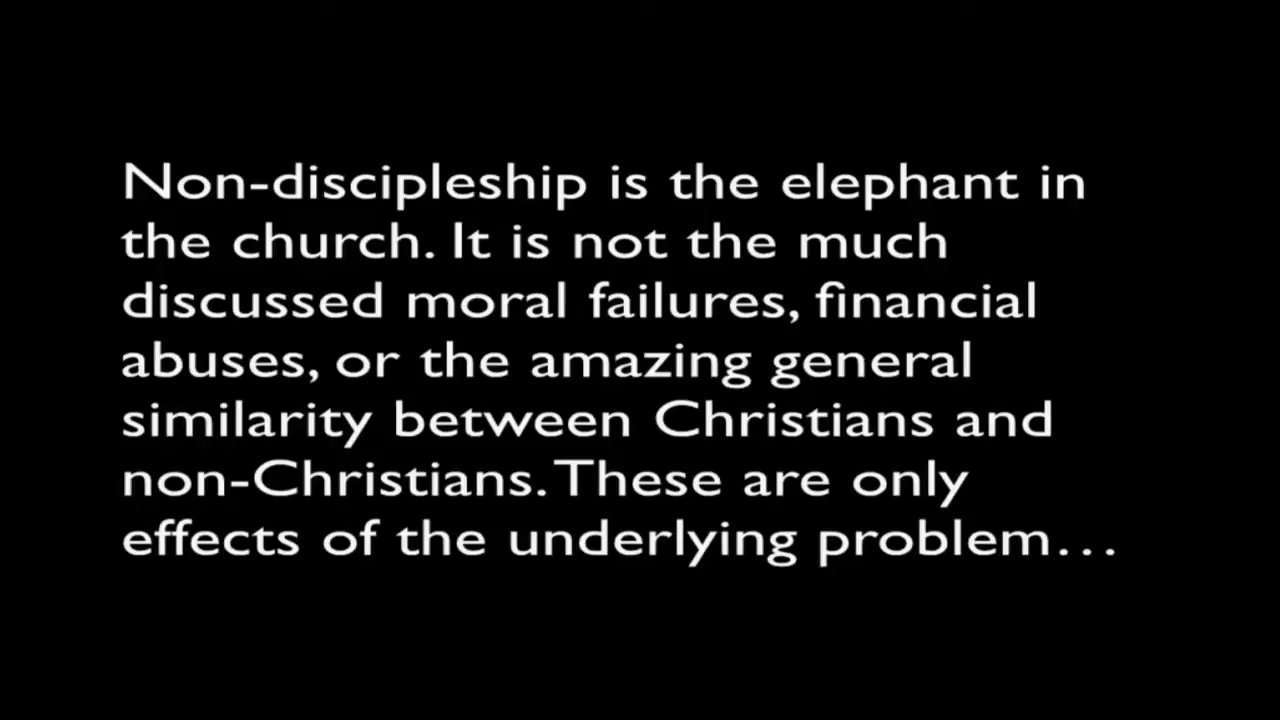 Non-discipleship is the elephant in
the church. It is not the much
discussed moral failures, financial
abuses, or the amazing general
similarity between Christians and
non-Christians. These are only
effects of the underlying problem…